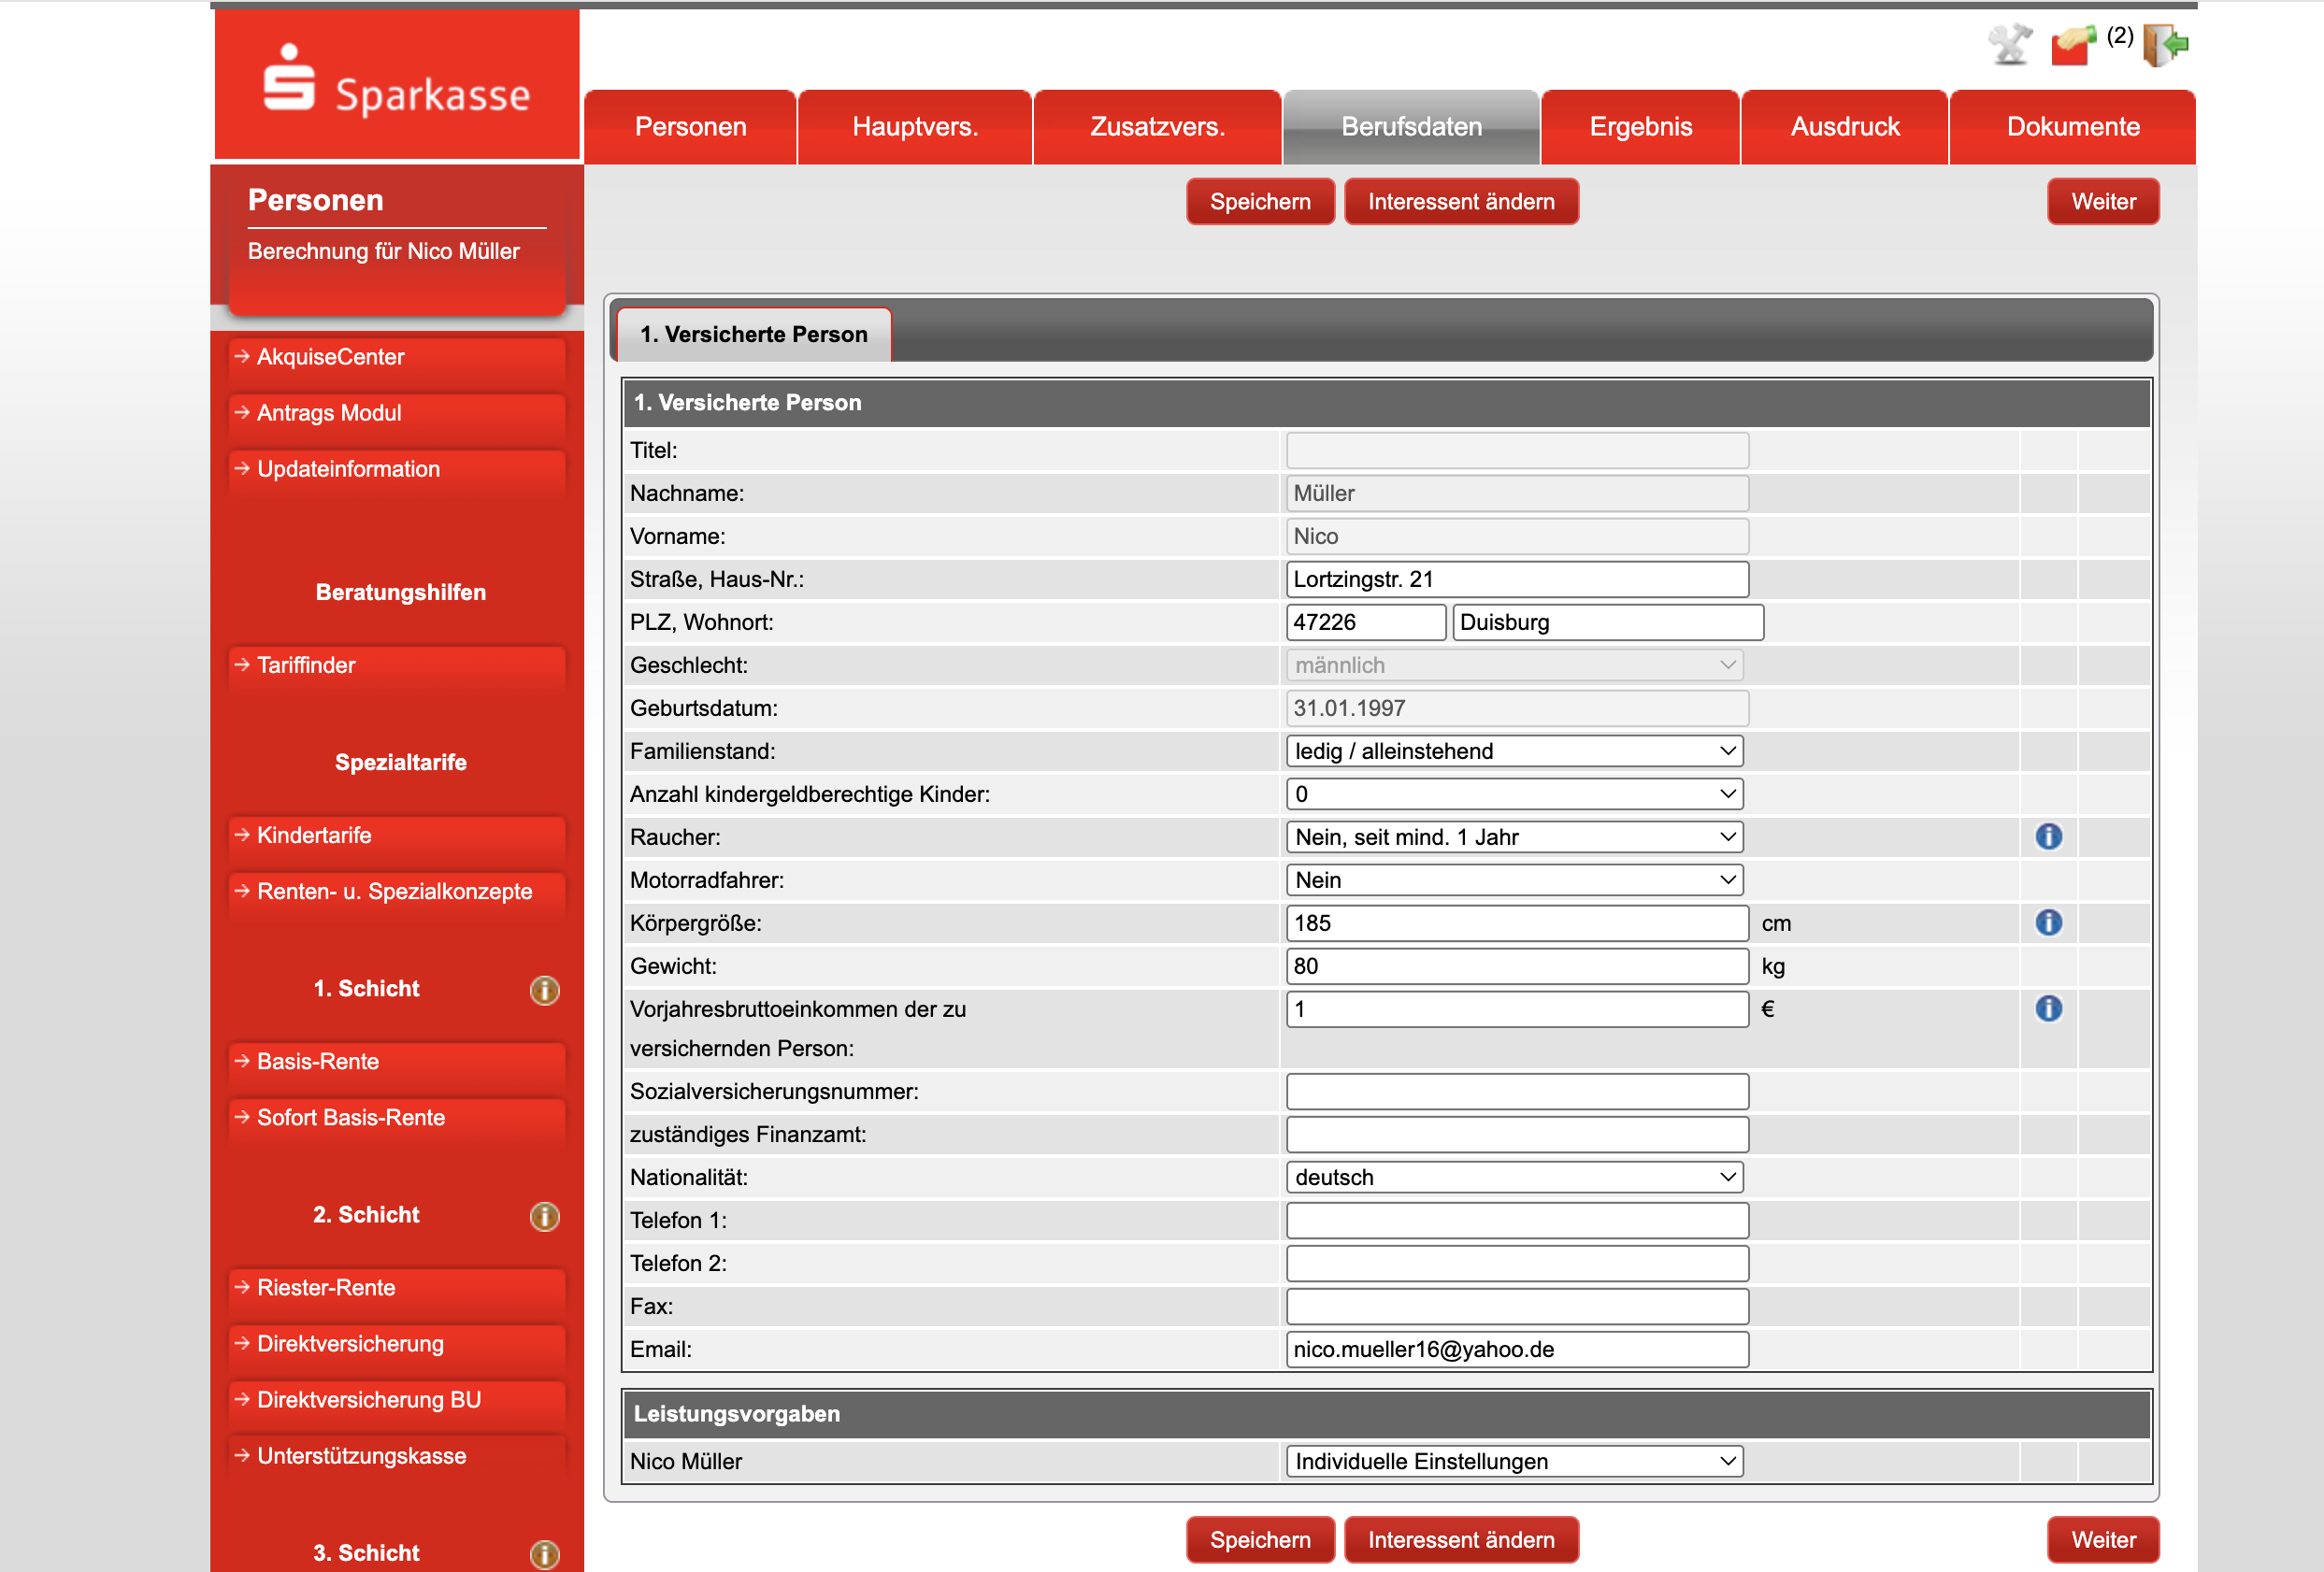 (2)
Sparkasse
Personen
Hauptvers.
Zusatzvers.
Berufsdaten
Ergebnis
Ausdruck
Dokumente
Personen
Berechnung für Nico Müller
AkquiseCenter
Antrags Modul
Updateinformation
Beratungshilfen
Tariffinder
Spezialtarife
Kindertarife
Renten- u. Spezialkonzepte
1. Schicht
Basis-Rente
Sofort Basis-Rente
2. Schicht
Riester-Rente
Direktversicherung
Direktversicherung BU
Unterstützungskasse
3. Schicht
Speichern Interessent ändern Weiter
1. Versicherte Person
1. Versicherte Person
Titel:
Nachname: Müller
Vorname: Nico
Straße, Haus-Nr.: Lortzingstr. 21
PLZ, Wohnort: 47226 Duisburg
Geschlecht: männlich
Geburtsdatum: 31.01.1997
Familienstand: ledig / alleinstehend
Anzahl kindergeldberechtige Kinder: 0
Raucher: Nein, seit mind. 1 Jahr
Motorradfahrer: Nein
Körpergröße: 185 cm
Gewicht: 80 kg
Vorjahresbruttoeinkommen der zu 1 €
versichernden Person:
Sozialversicherungsnummer:
zuständiges Finanzamt:
Nationalität: deutsch
Telefon 1:
Telefon 2:
Fax:
Email: nico.mueller16@yahoo.de
Leistungsvorgaben
Nico Müller Individuelle Einstellungen
Speichern Interessent ändern Weiter